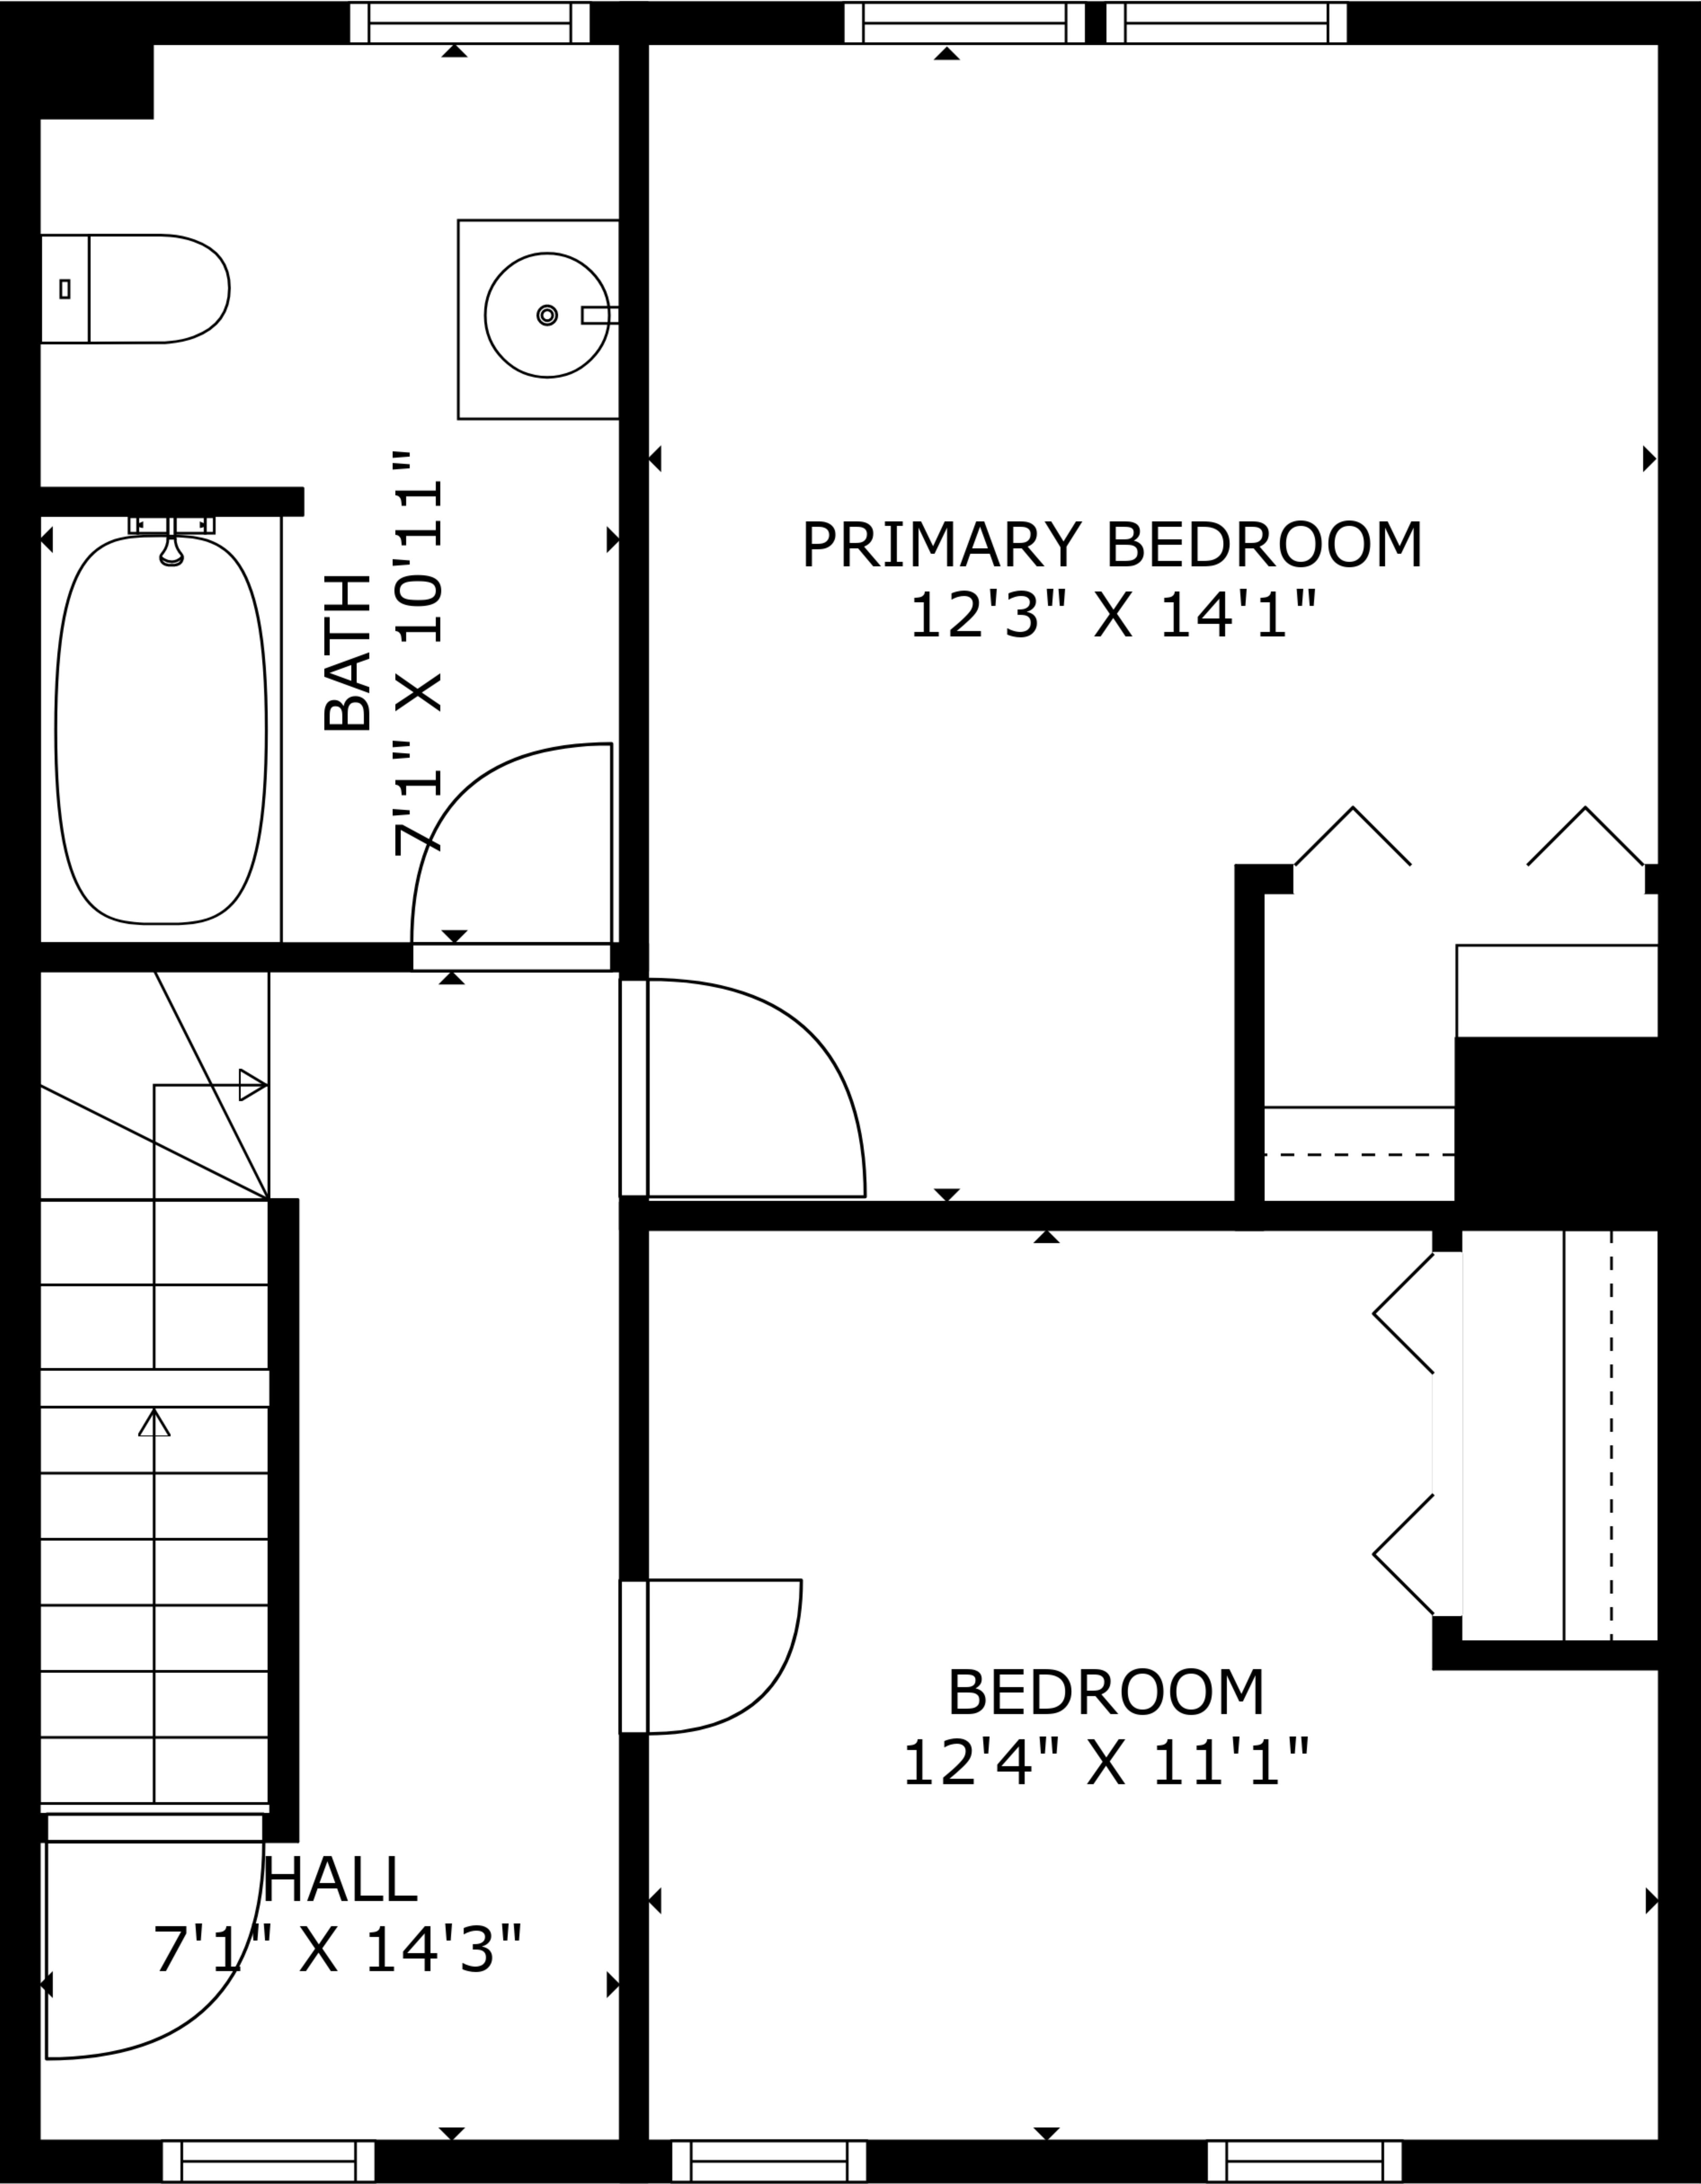 BATH
7'1" X 10'11"
PRIMARY BEDROOM
12'3" X 14'1"
BEDROOM
12'4" X 11'1"
HALL
7'1" X 14'3"